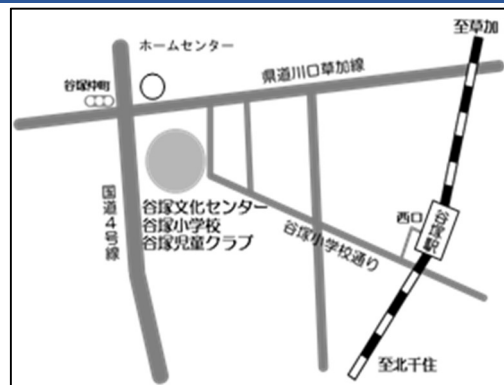 至草加
ホームセンター
県道川口草加線
谷塚仲町
国道4号線
谷塚文化センター
谷塚小学校
谷塚児童クラブ
谷塚小学校通り
西口
谷塚駅
至北千住